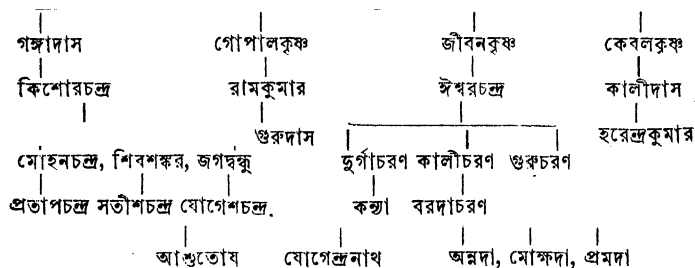 গঙ্গাদাস গোপালকৃষ্ণ জীবনকৃষ্ণ কেবলকৃষ্ণ
কিশোরচন্দ্র রামকুমার ঈশ্বরচন্দ্র কালীদাস
গুরুদাস হরেন্দ্রকুমার
মোহনচন্দ্র, শিবশঙ্কর, জগদ্বন্ধু দুর্গাচরণ কালীচরণ গুরুচরণ
প্রতাপচন্দ্র সতীশচন্দ্র যোগেশচন্দ্র. কন্যা বরদাচরণ
আশুতোষ যোগেন্দ্রনাথ অন্নদা, মোক্ষদা, প্রমদা